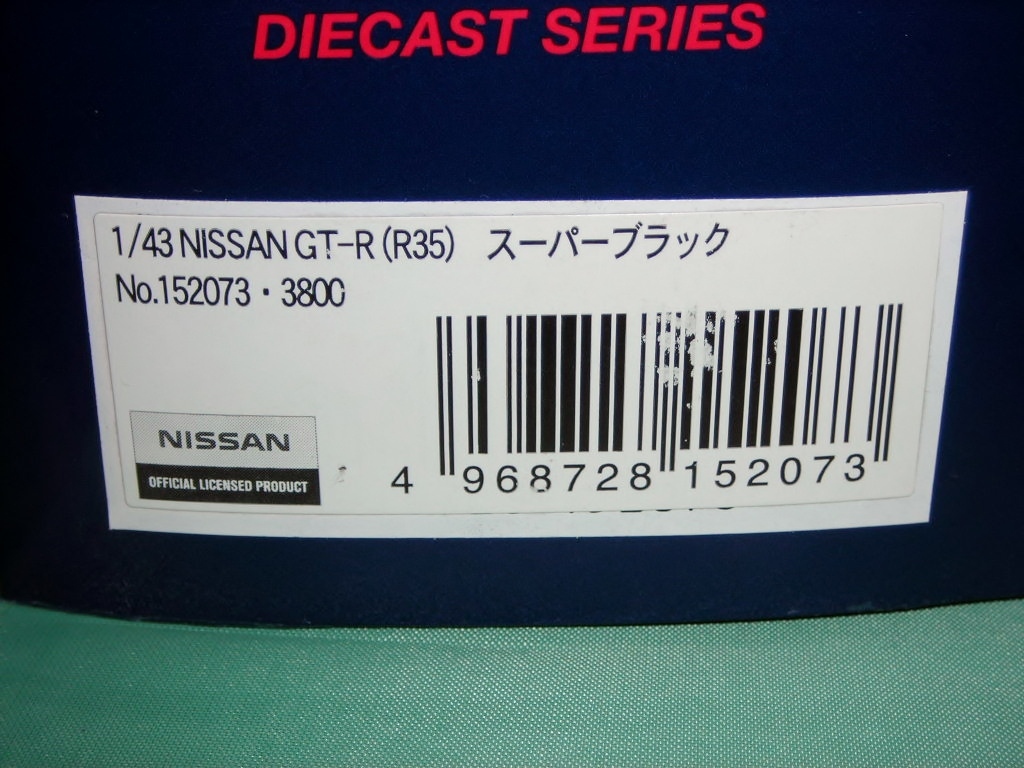 DIECAST SERIES
1/43 NISSAN GT-R (R35) スーパーブラック
No.152073・3800
NISSAN
OFFICIAL LICENSED PRODUCT
4 968728 152073